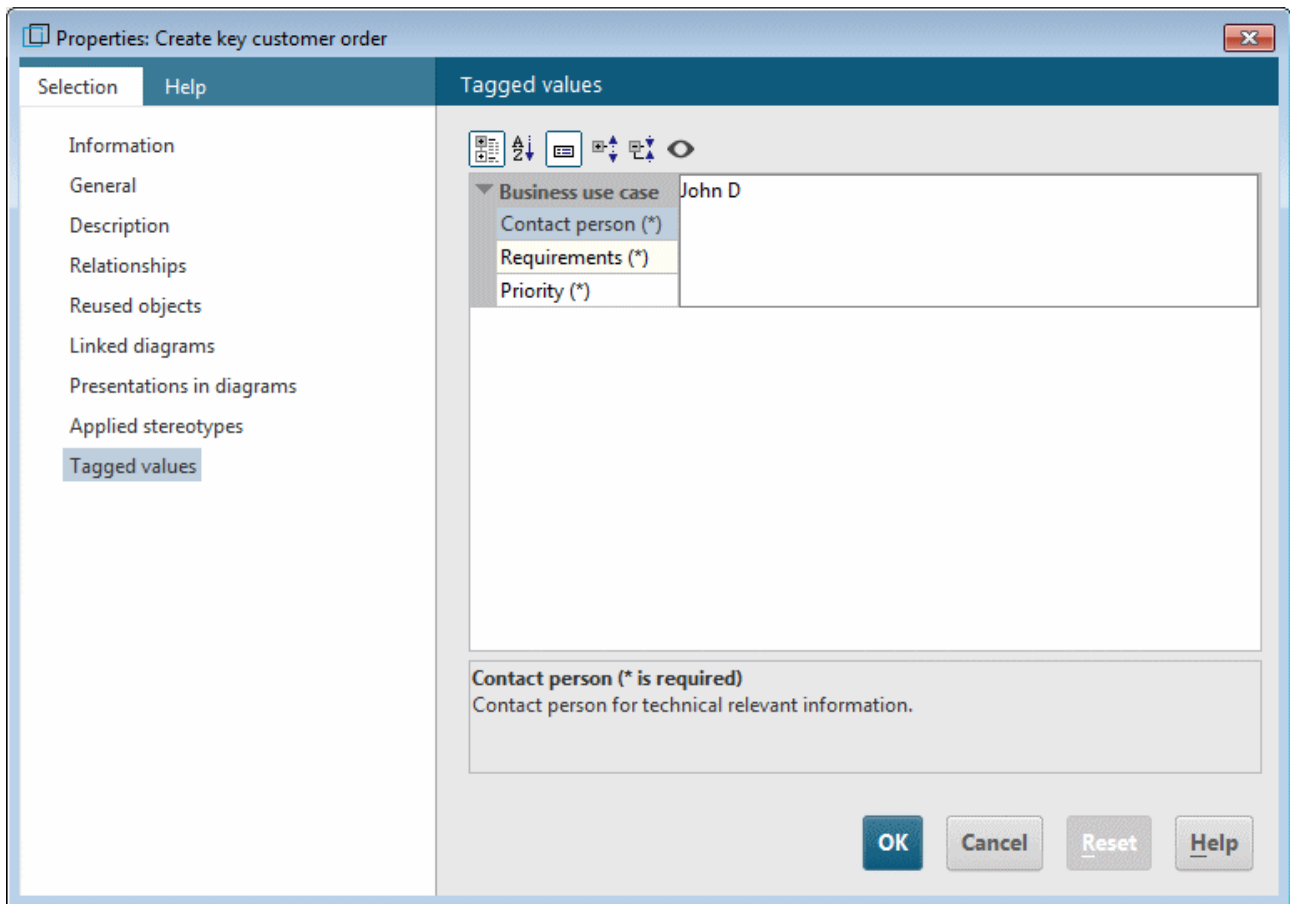 Properties: Create key customer order
Selection
Help
Tagged values
Information
General
Description
Relationships
Reused objects
Linked diagrams
Presentations in diagrams
Applied stereotypes
Tagged values
Business use case
John D
Contact person (*)
Requirements (*)
Priority (*)
Contact person (* is required)
Contact person for technical relevant information.
OK
Cancel
Reset
Help